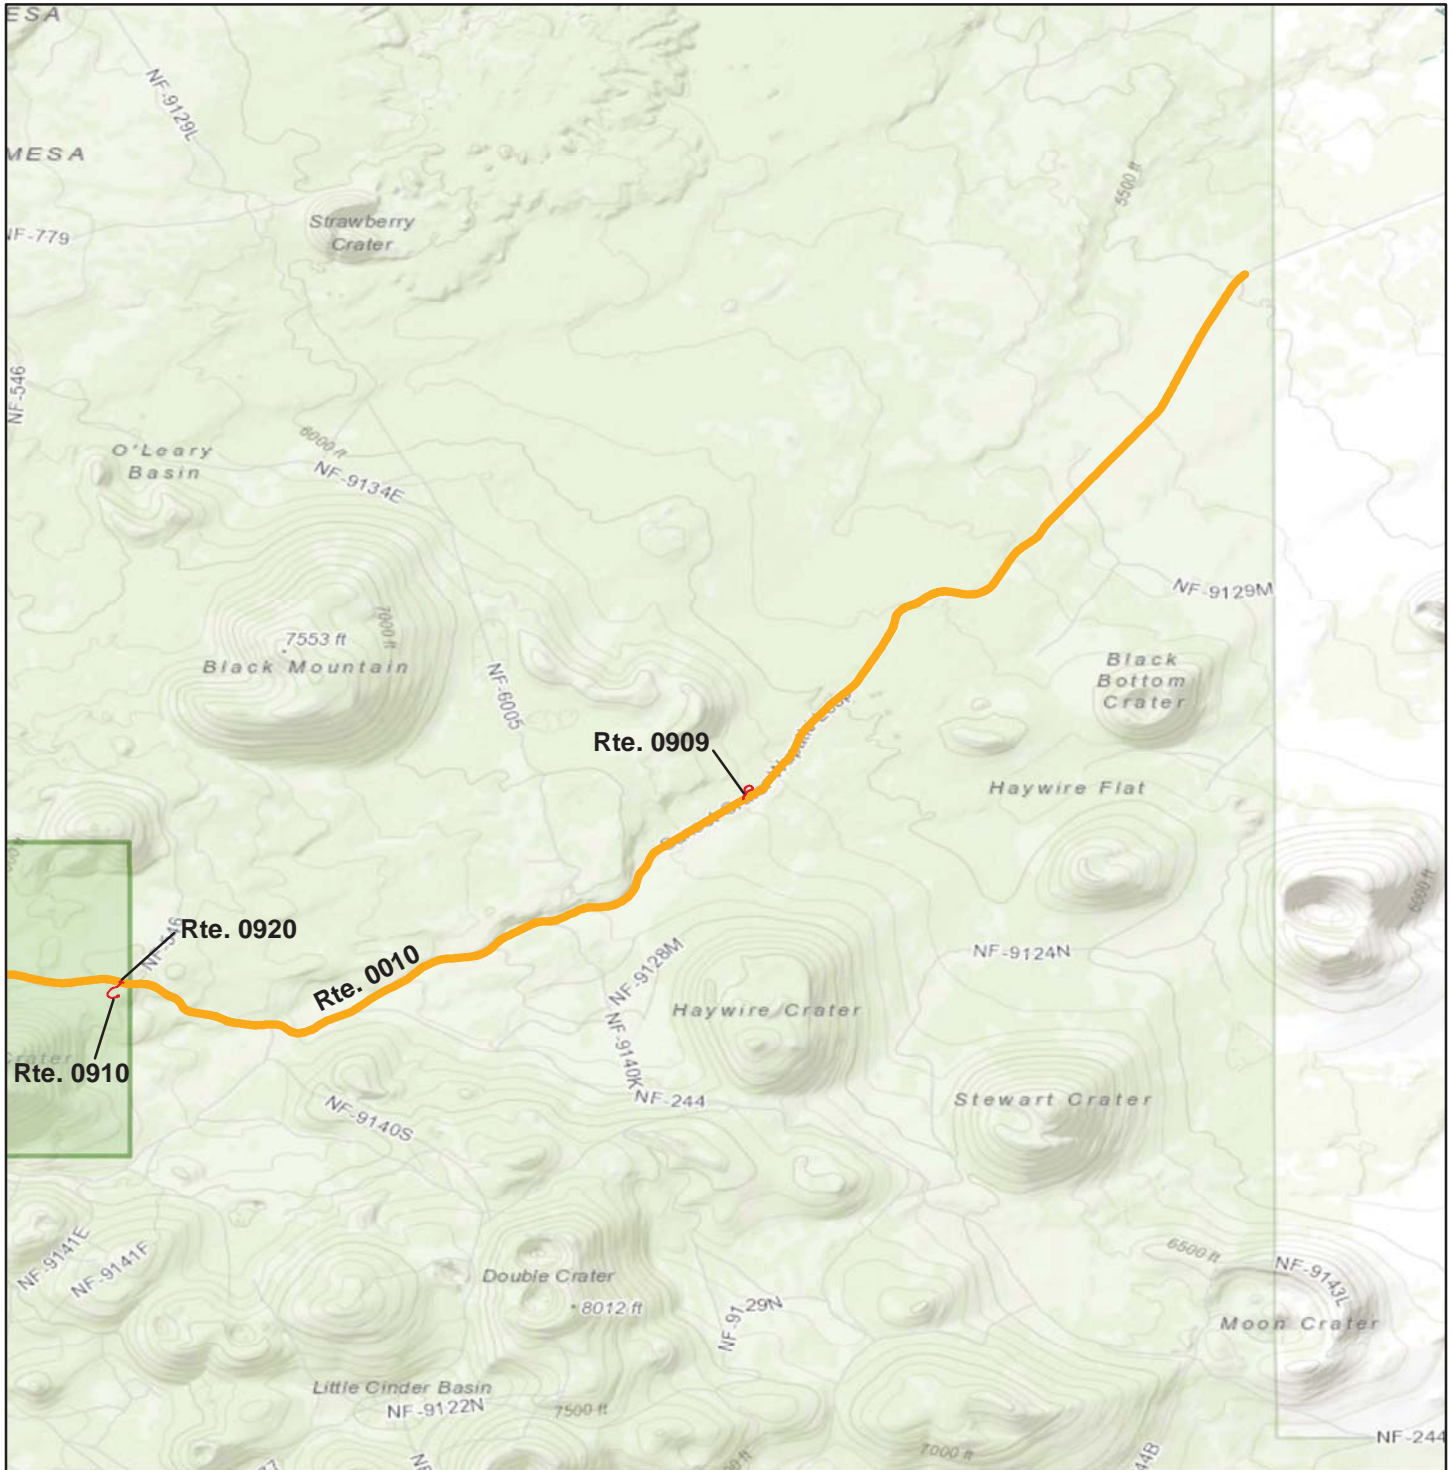 ESA
NF-9129L
MESA
5500 ft
Strawberry
Crater
NF-779
NF-546
6000 ft
O'Leary
Basin
NF-9134E
NF-9129M
7000 ft
7553 ft
Black Mountain
Black
Bottom
Crater
NF-6005
Rte. 0909
Haywire Flat
6600 ft
Rte. 0920
Rte. 0010
NF-9128M
NF-9124N
Haywire Crater
NF-9140K
Crater
Rte. 0910
NF-244
Stewart Crater
NF-9140S
NF-9141E
NF-9141F
6500 ft
NF-9143L
Double Crater
8012 ft
NF-9129N
Moon Crater
Little Cinder Basin
NF-9122N
7500 ft
NF-244
7000 ft
44B